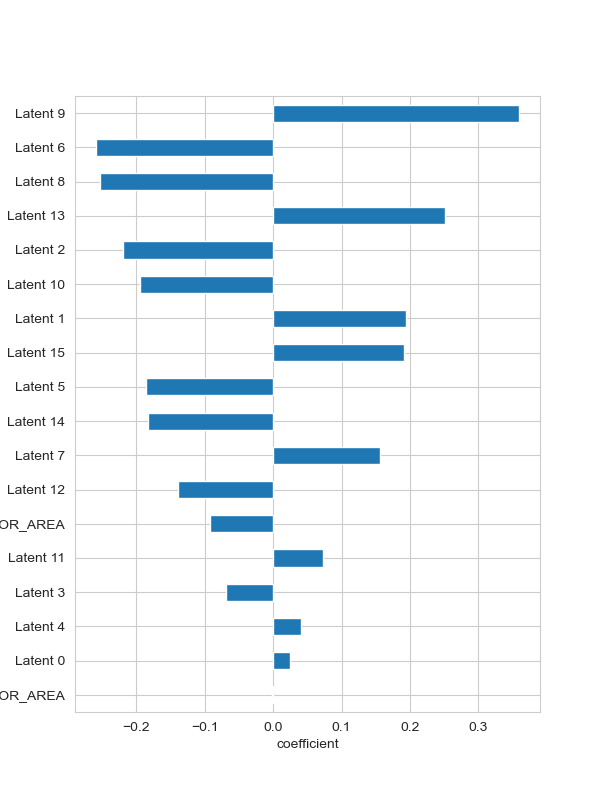 Latent 9
Latent 6
Latent 8
Latent 13
Latent 2
Latent 10
Latent 1
Latent 15
Latent 5
Latent 14
Latent 7
Latent 12
OR_AREA
Latent 11
Latent 3
Latent 4
Latent 0
OR_AREA
−0.2 −0.1 0.0 0.1 0.2 0.3
coefficient